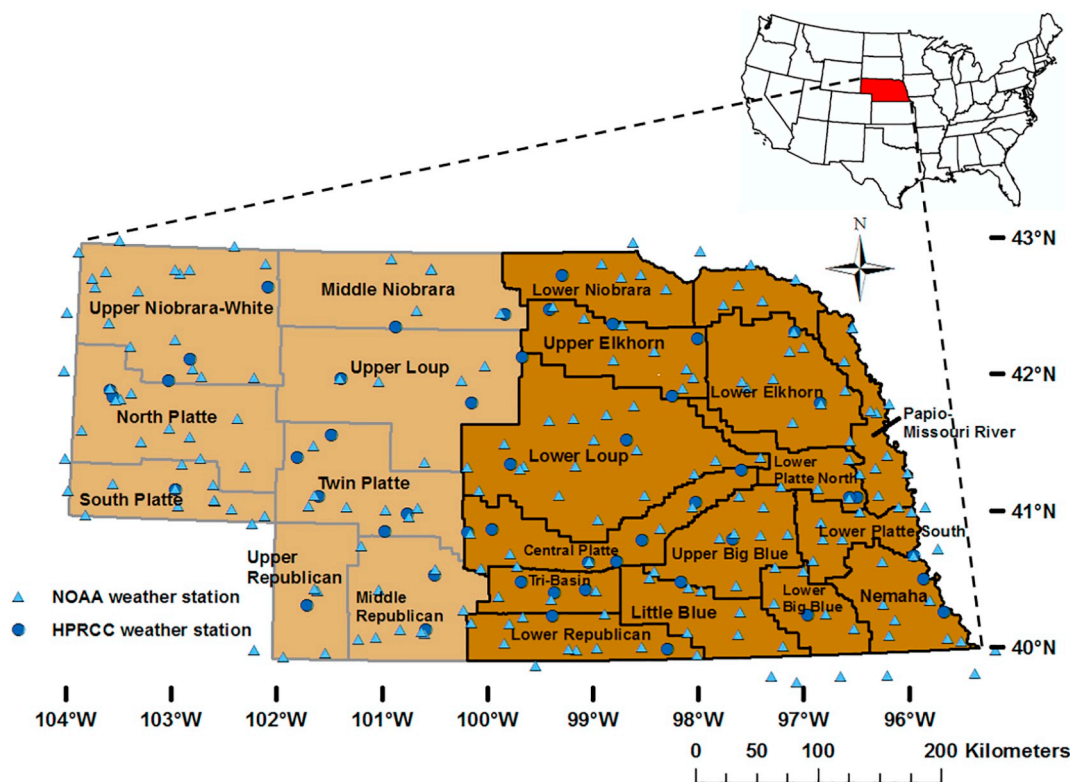 N
43°N
Upper Niobrara-White
Middle Niobrara
Lower Niobrara
Upper Elkhorn
Upper Loup
42°N
Lower Elkhorn
North Platte
Papio-
Missouri River
Lower Loup
Lower
Platte North
South Platte
Twin Platte
41°N
Lower Platte South
Central Platte
Upper Big Blue
Upper
Republican
Tri-Basin
Middle
Republican
Little Blue
Lower
Big Blue
Nemaha
NOAA weather station
HPRCC weather station
Lower Republican
40°N
104°W
103°W
102°W
101°W
100°W
99°W
98°W
97°W
96°W
0
50
100
200 Kilometers